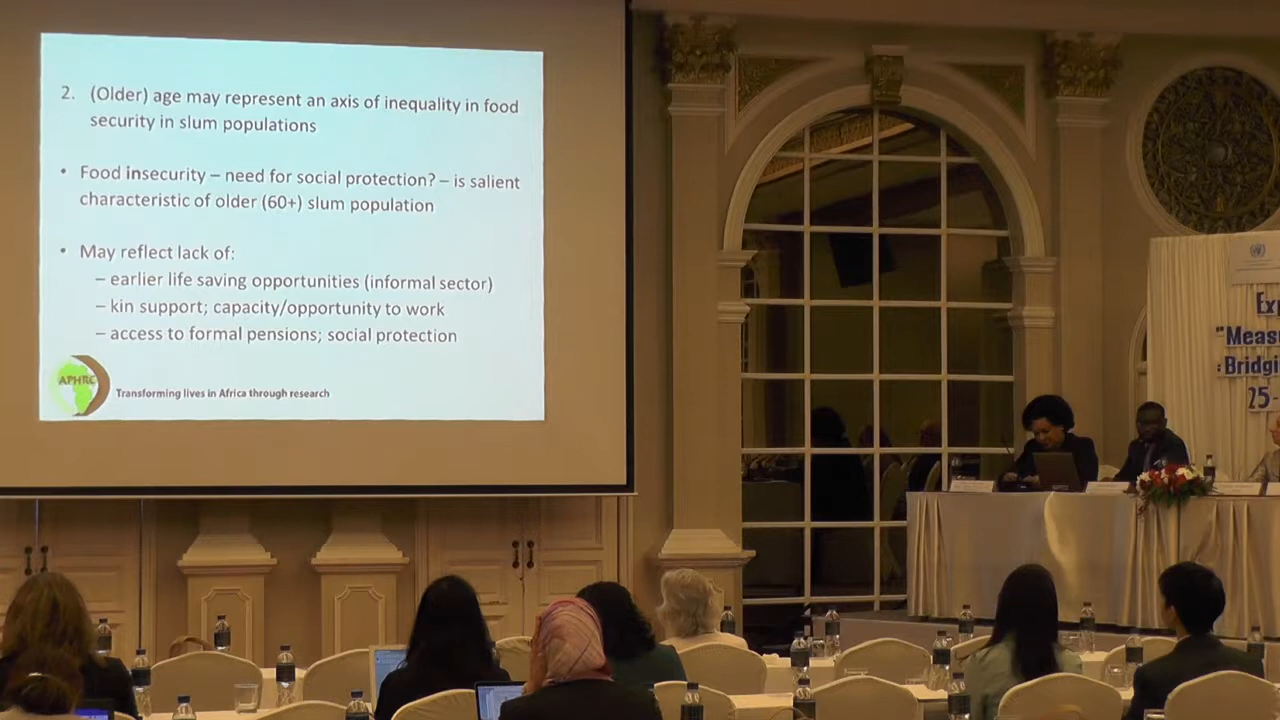 2. (Older) age may represent an axis of inequality in food
security in slum populations
• Food insecurity – need for social protection? – is salient
characteristic of older (60+) slum population
• May reflect lack of:
– earlier life saving opportunities (informal sector)
– kin support; capacity/opportunity to work
– access to formal pensions; social protection
APHRC
Transforming lives in Africa through research
"Meas
: Bridgi
25-